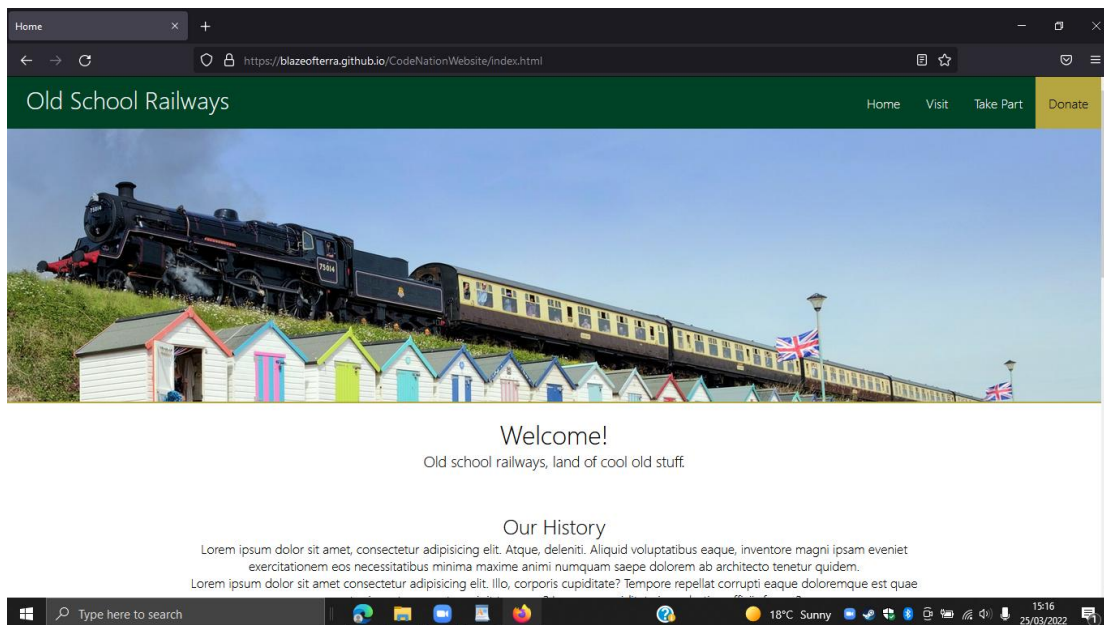 Home
https://blazeofterra.github.io/CodeNationWebsite/index.html
Old School Railways
Home Visit Take Part Donate
75014
75014
Welcome!
Old school railways, land of cool old stuff.
Our History
Lorem ipsum dolor sit amet, consectetur adipisicing elit. Atque, deleniti. Aliquid voluptatibus eaque, inventore magni ipsam eveniet
exercitationem eos necessitatibus minima maxime animi numquam saepe dolorem ab architecto tenetur quidem.
Lorem ipsum dolor sit amet consectetur adipisicing elit. Illo, corporis cupiditate? Tempore repellat corrupti eaque doloremque est quae
Type here to search
18°C Sunny
15:16
25/03/2022